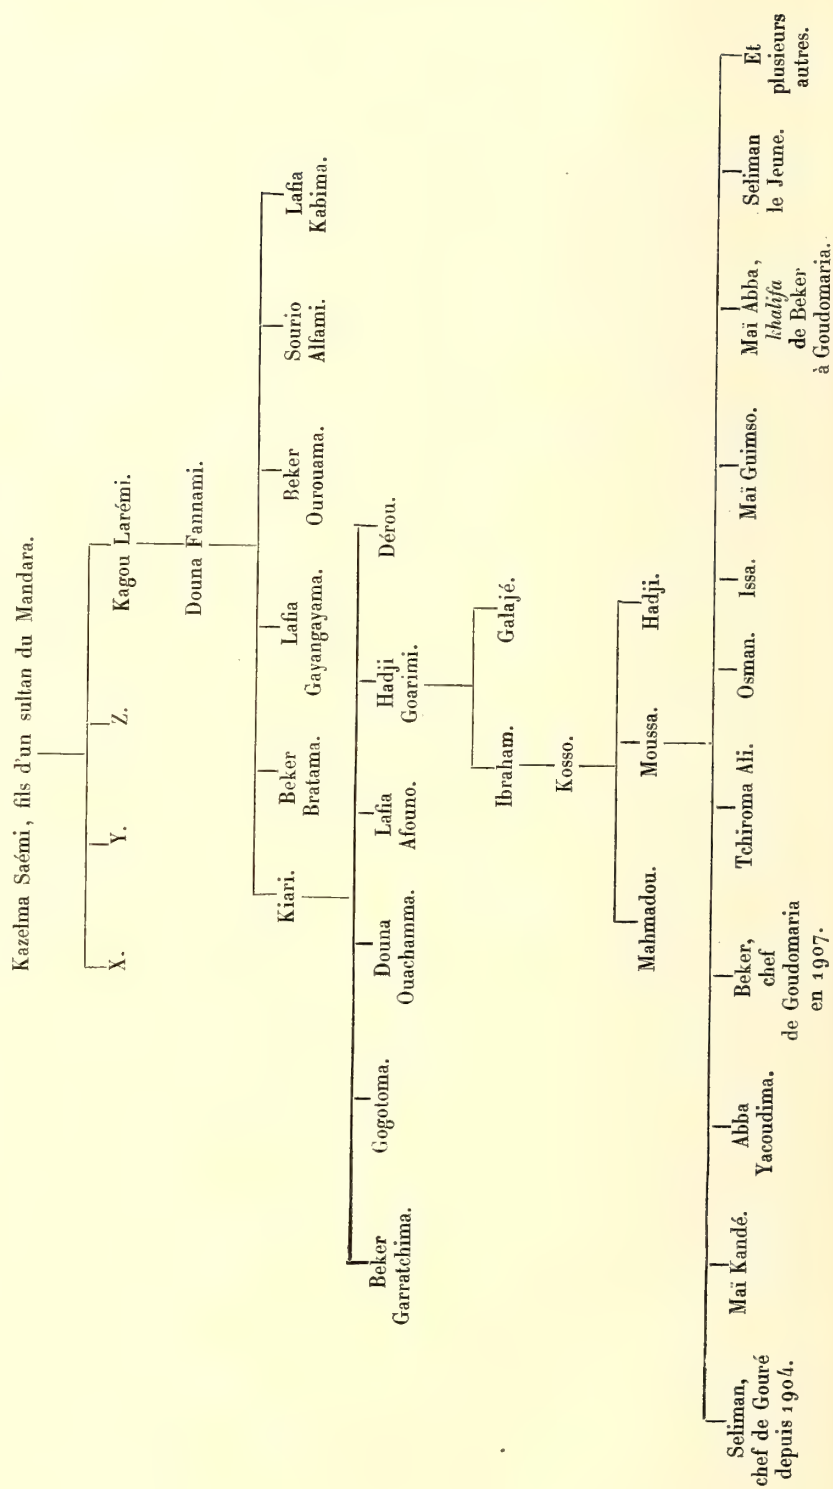 Kazelma Saémi, fils d'un sultan du Mandara.
X.
Y.
Z.
Kagou Larémi.
Douna Fannami.
Kiari.
Beker
Bratama.
Lafia
Gayangayama.
Beker
Ourouama.
Sourio
Alfami.
Lafia
Kabima.
Beker
Garratchima.
Gogotoma.
Douna
Ouachamma.
Lafia
Afouno.
Hadji
Goarimi.
Dérou.
Ibraham.
Galajé.
Kosso.
Mahmadou.
Moussa.
Hadji.
Seliman,
chef de Gouré
depuis 1904.
Maï Kandé.
Abba
Yacoudima.
Beker,
chef
de Goudomaria
en 1907.
Tchiroma Ali.
Osman.
Issa.
Maï Guimso.
Maï Abba,
khalifa
de Beker
à Goudomaria.
Seliman
le Jeune.
Et
plusieurs
autres.